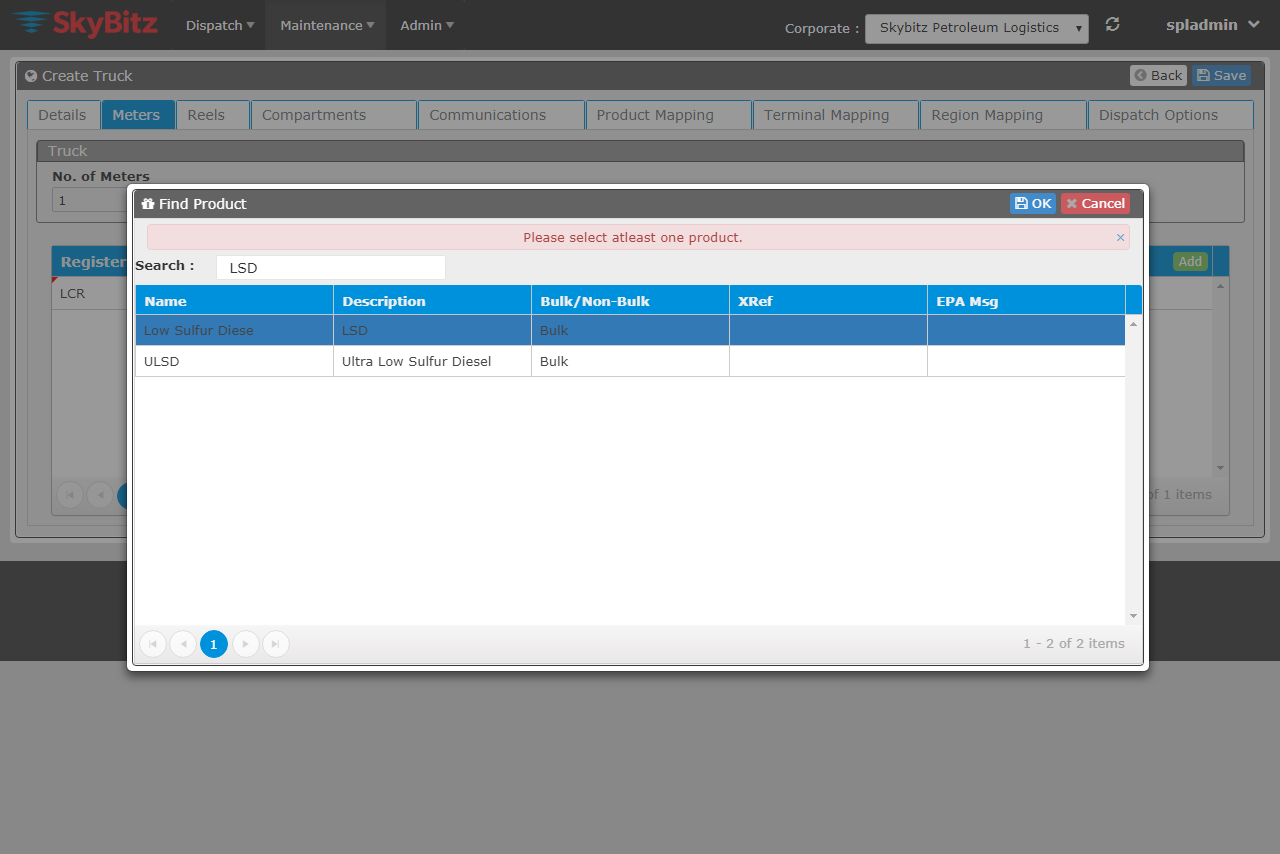 SkyBitz Dispatch Maintenance Admin Corporate : Skybitz Petroleum Logistics spladmin
Create Truck Back Save
Details Meters Reels Compartments Communications Product Mapping Terminal Mapping Region Mapping Dispatch Options
Truck
No. of Meters
1
Find Product OK Cancel
Please select atleast one product. ×
Register Add
Search : LSD
LCR
Name Description Bulk/Non-Bulk XRef EPA Msg
Low Sulfur Diese LSD Bulk
ULSD Ultra Low Sulfur Diesel Bulk
of 1 items
1 1 - 2 of 2 items